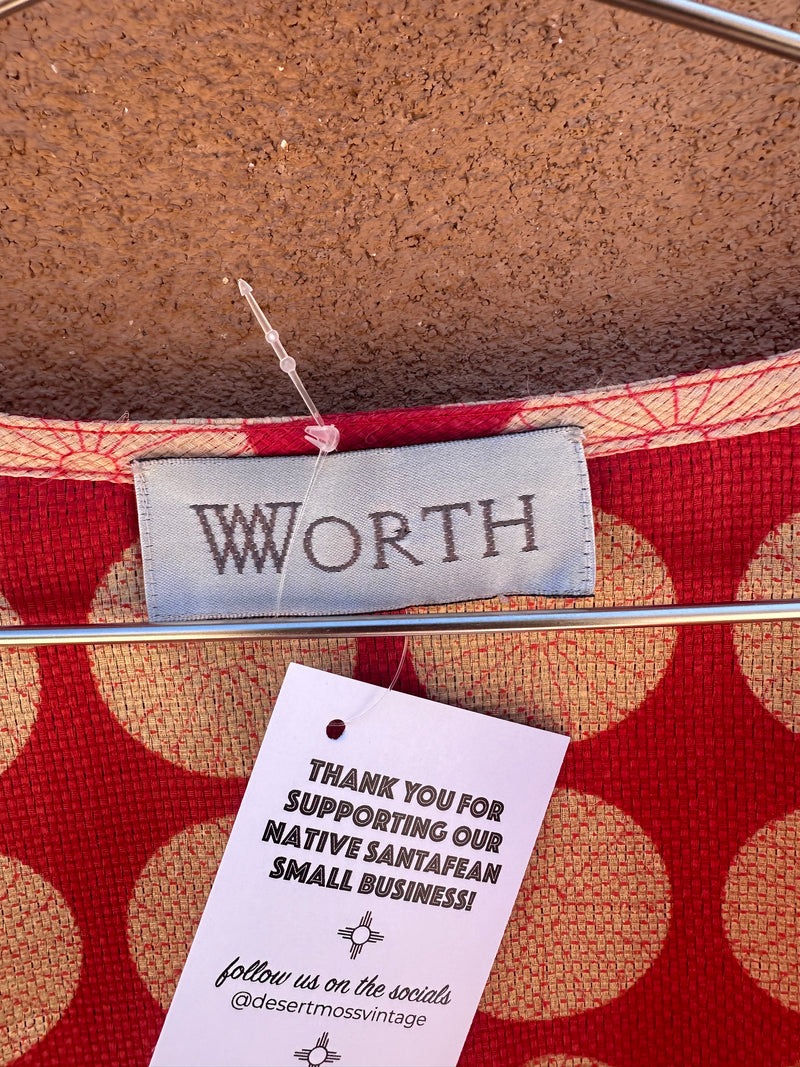 WORTH
THANK YOU FOR
SUPPORTING OUR
NATIVE SANTAFEAN
SMALL BUSINESS!
follow us on the socials
@desertmossvintage